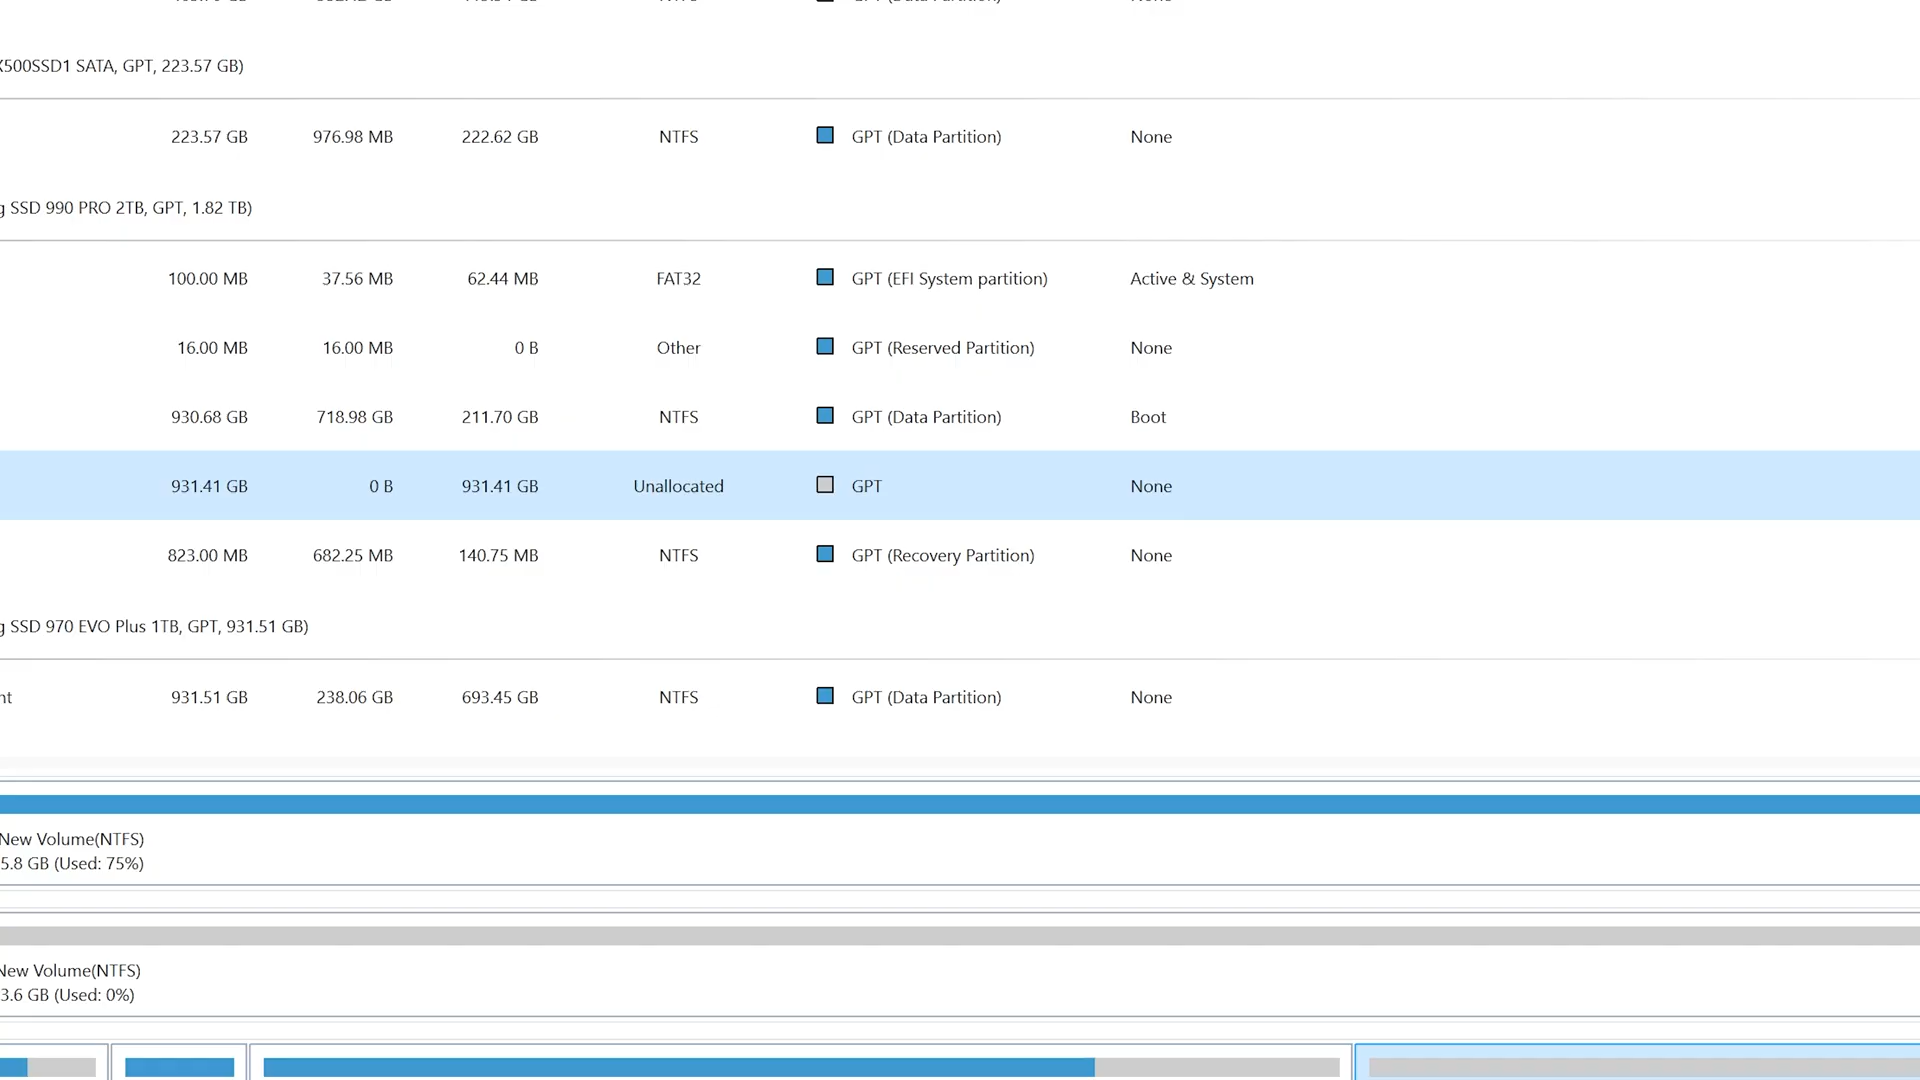 X500SSD1 SATA, GPT, 223.57 GB)
223.57 GB 976.98 MB 222.62 GB NTFS GPT (Data Partition) None
g SSD 990 PRO 2TB, GPT, 1.82 TB)
100.00 MB 37.56 MB 62.44 MB FAT32 GPT (EFI System partition) Active & System
16.00 MB 16.00 MB 0 B Other GPT (Reserved Partition) None
930.68 GB 718.98 GB 211.70 GB NTFS GPT (Data Partition) Boot
931.41 GB 0 B 931.41 GB Unallocated GPT None
823.00 MB 682.25 MB 140.75 MB NTFS GPT (Recovery Partition) None
g SSD 970 EVO Plus 1TB, GPT, 931.51 GB)
nt 931.51 GB 238.06 GB 693.45 GB NTFS GPT (Data Partition) None
New Volume(NTFS)
5.8 GB (Used: 75%)
New Volume(NTFS)
3.6 GB (Used: 0%)